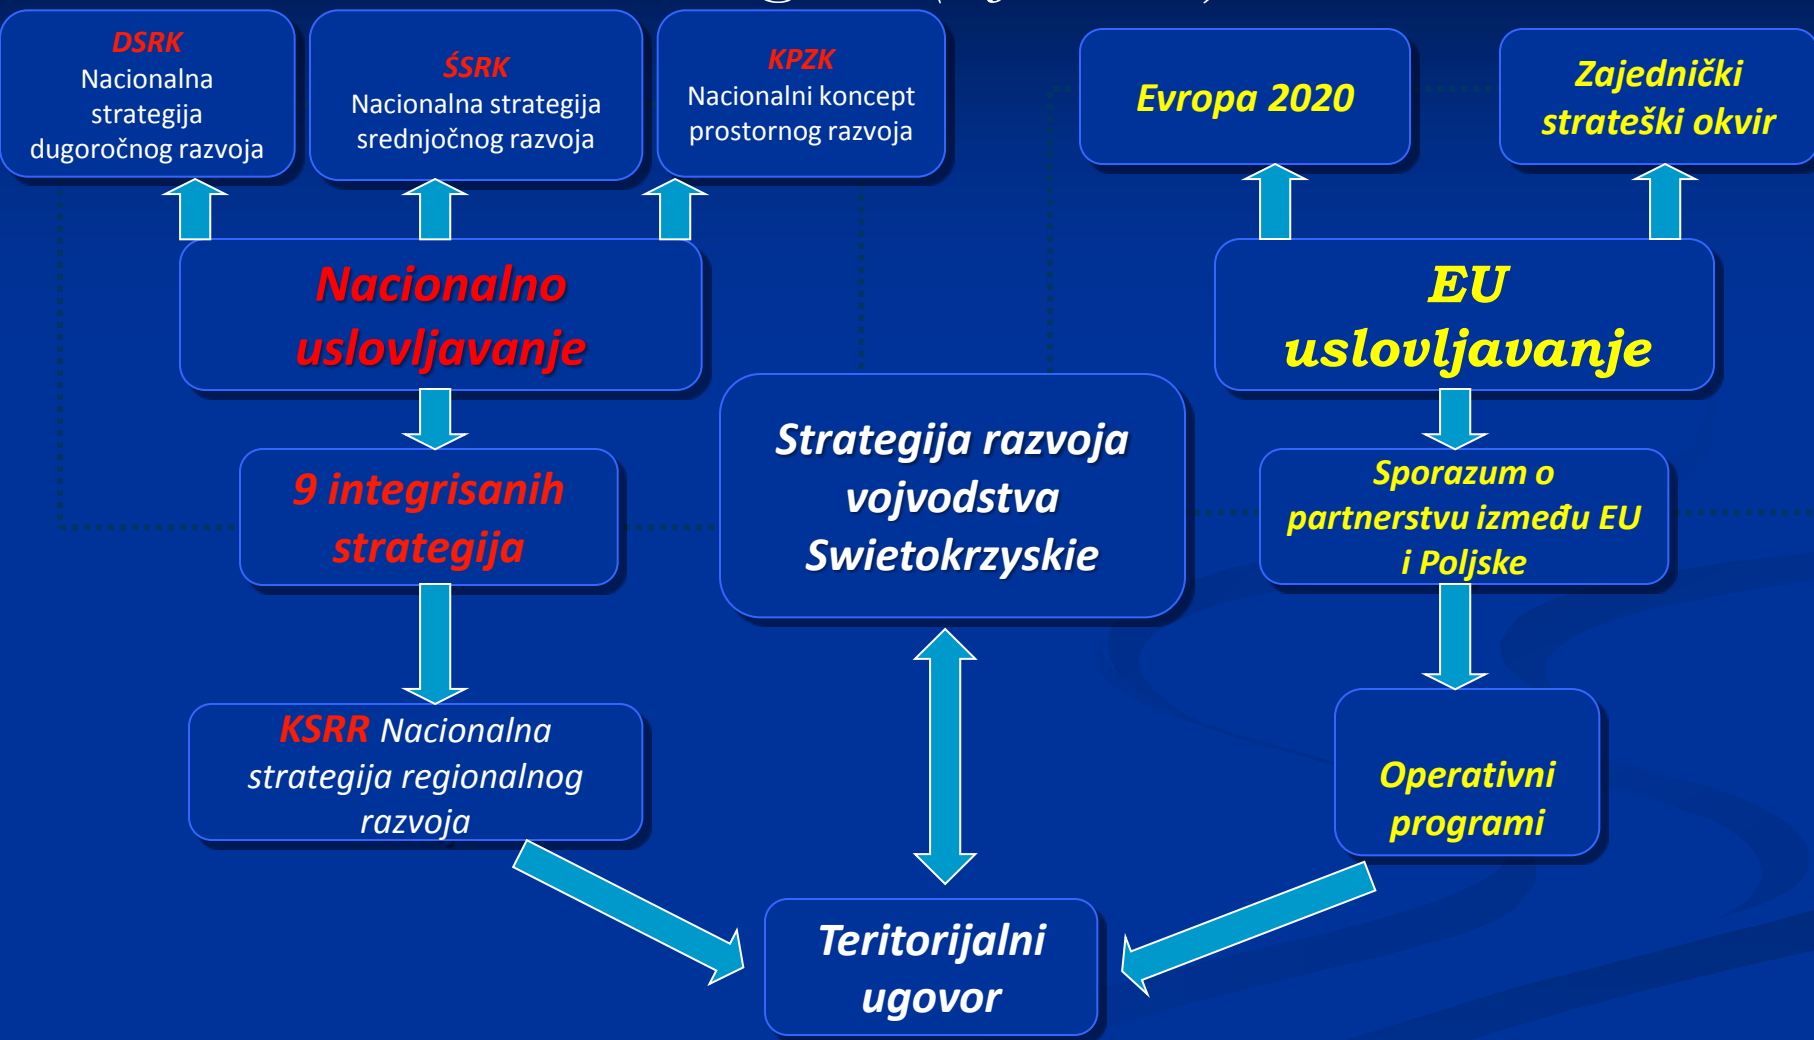 DSRK
Nacionalna
strategija
dugoročnog razvoja
ŚSRK
Nacionalna strategija
srednjočnog razvoja
KPZK
Nacionalni koncept
prostornog razvoja
Evropa 2020
Zajednički
strateški okvir
Nacionalno
uslovljavanje
EU
uslovljavanje
Strategija razvoja
vojvodstva
Swietokrzyskie
9 integrisanih
strategija
Sporazum o
partnerstvu između EU
i Poljske
KSRR Nacionalna
strategija regionalnog
razvoja
Operativni
programi
Teritorijalni
ugovor